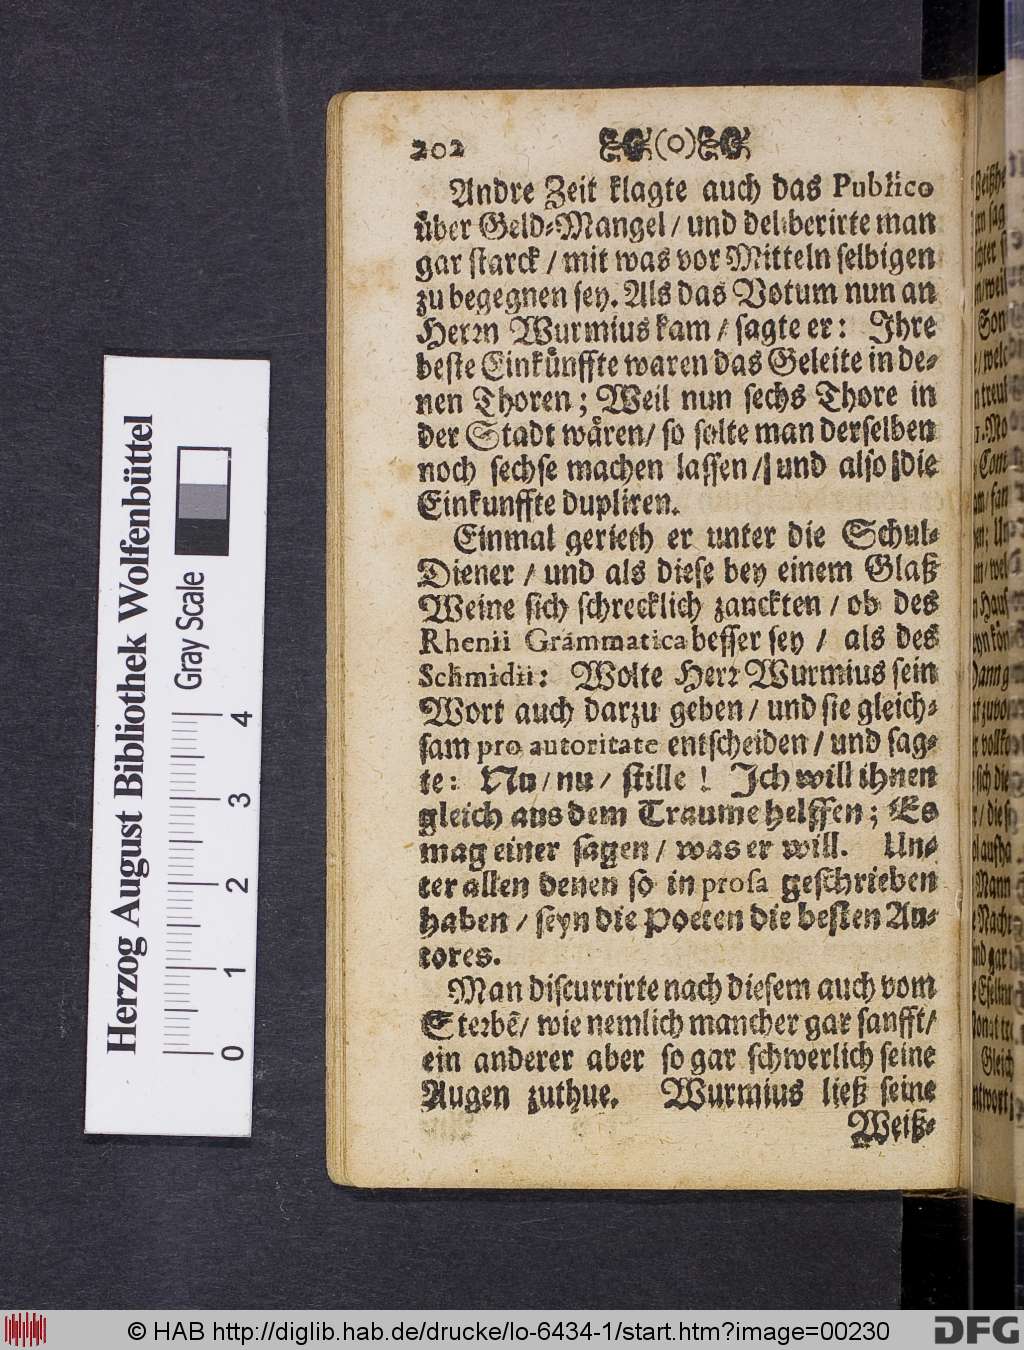 202 (o)
Andre Zeit klagte auch das Publico
über Geld-Mangel / und deliberirte man
gar starck / mit was vor Mitteln selbigen
zu begegnen sey. Als das Votum nun an
Herrn Wurmius kam / sagte er: Ihre
beste Einkünffte waren das Geleite in de-
nen Thoren; Weil nun sechs Thore in
der Stadt wären / so solte man derselben
noch sechse machen lassen / und also die
Einkunffte dupliren.
Einmal gerieth er unter die Schul-
Diener / und als diese bey einem Glaß
Weine sich schrecklich zanckten / ob des
Rhenii Grammatica besser sey / als des
Schmidii: Wolte Herr Wurmius sein
Wort auch darzu geben / und sie gleich-
sam pro autoritate entscheiden / und sag-
te: Nu / nu / stille! Ich will ihnen
gleich aus dem Traume helffen; Es
mag einer sagen / was er will. Un-
ter allen denen so in prosa geschrieben
haben / seyn die Poeten die besten Au-
tores.
Man discurrirte nach diesem auch vom
Sterbē / wie nemlich mancher gar sanfft /
ein anderer aber so gar schwerlich seine
Augen zuthue. Wurmius ließ seine
Weiß-
Herzog August Bibliothek Wolfenbüttel
Gray Scale
0 1 2 3 4
© HAB http://diglib.hab.de/drucke/lo-6434-1/start.htm?image=00230
DFG